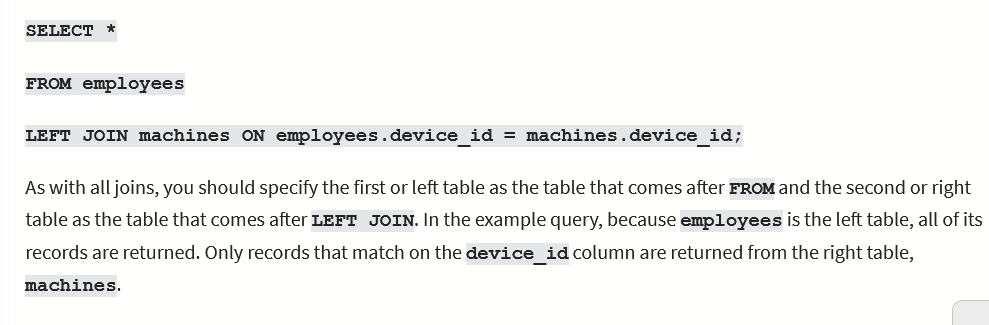 SELECT *
FROM employees
LEFT JOIN machines ON employees.device_id = machines.device_id;
As with all joins, you should specify the first or left table as the table that comes after FROM and the second or right
table as the table that comes after LEFT JOIN. In the example query, because employees is the left table, all of its
records are returned. Only records that match on the device_id column are returned from the right table,
machines.